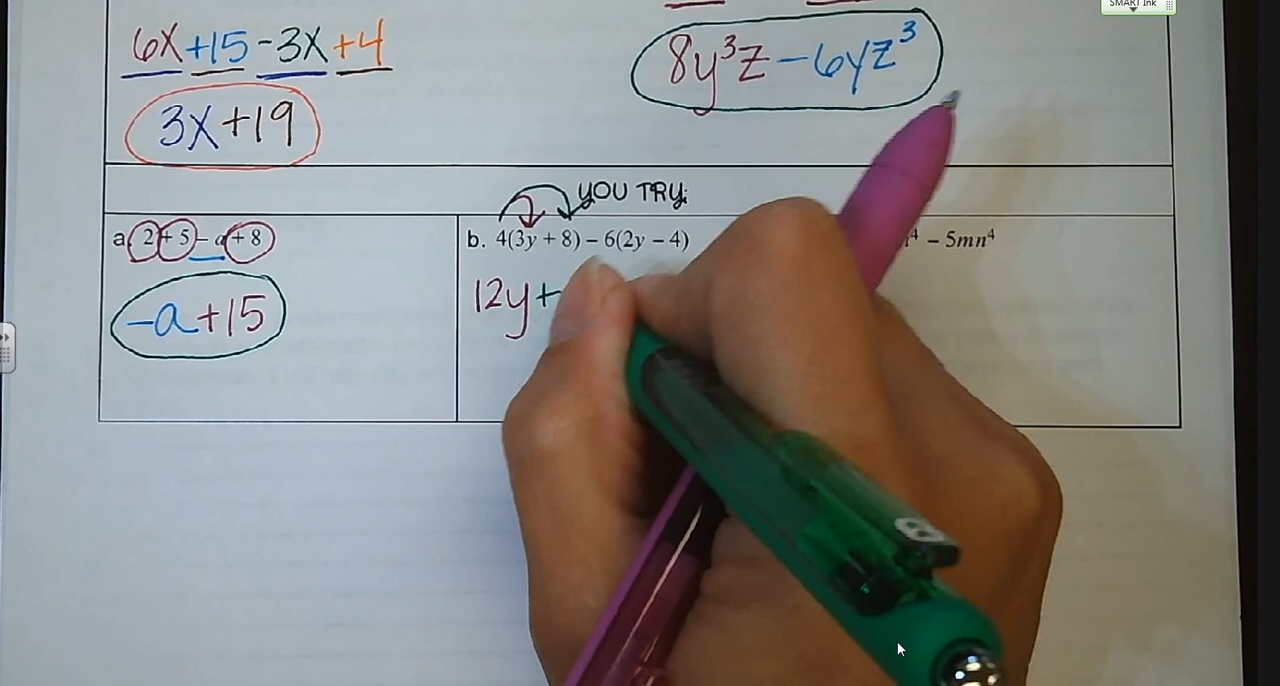 SMART Ink
6x +15 -3x +4
8y³z - 6yz³
3x +19
YOU TRY:
a. 2 + 5 - a + 8
b. 4(3y + 8) - 6(2y - 4)
⁴ - 5mn⁴
-a +15
12y +